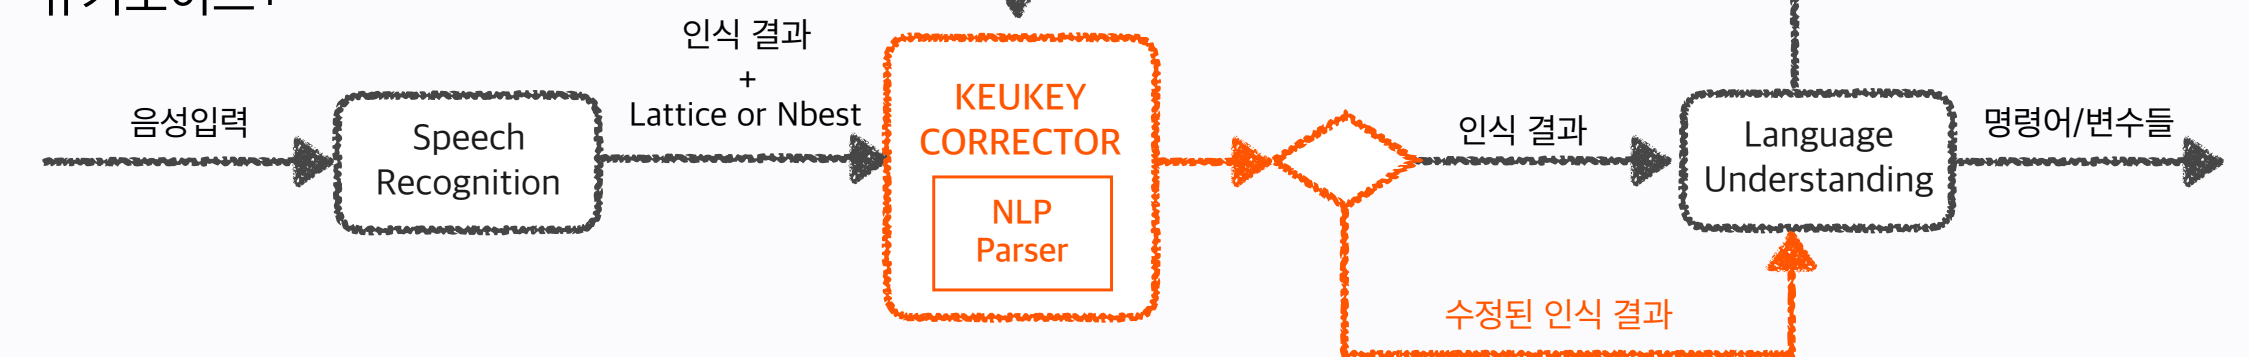 음성입력
Speech
Recognition
인식 결과
+
Lattice or Nbest
KEUKEY
CORRECTOR
NLP
Parser
인식 결과
수정된 인식 결과
Language
Understanding
명령어/변수들